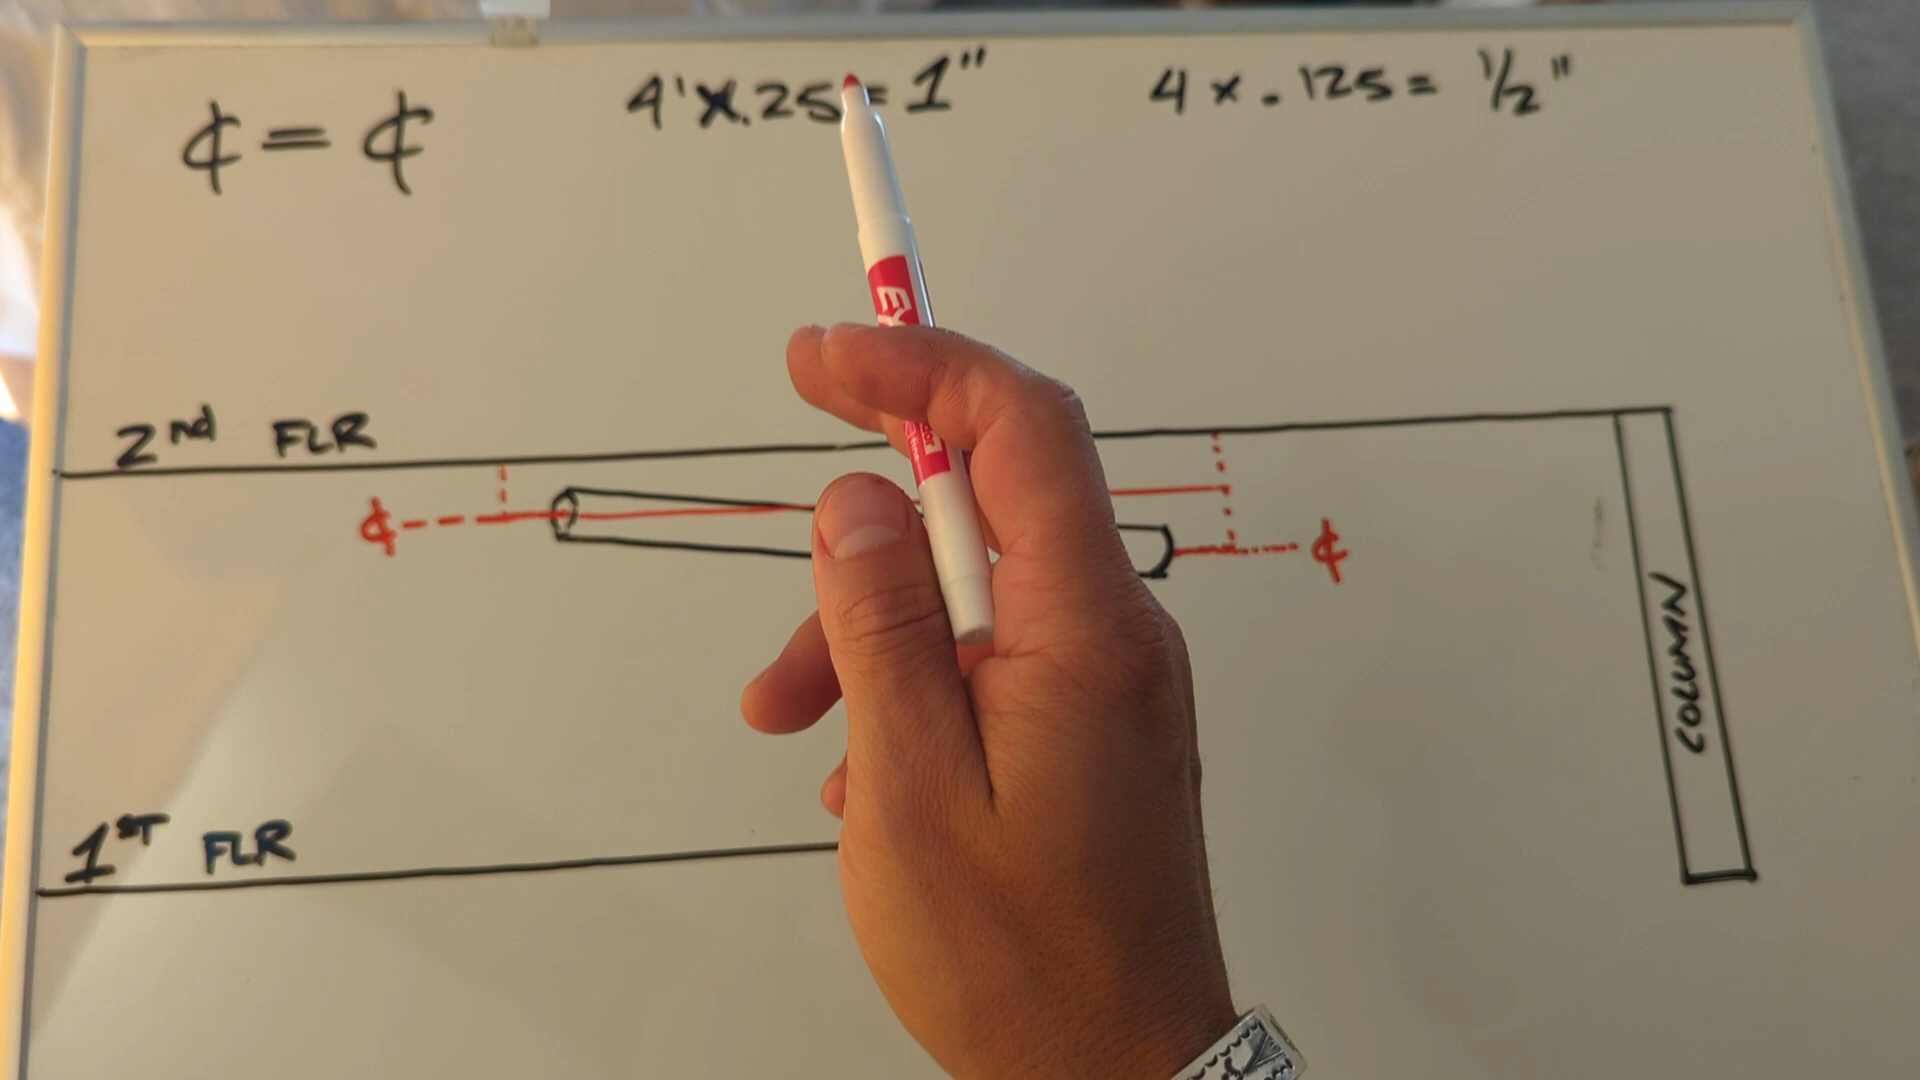 ℄ = ℄
4' x .25 = 1"
4 x .125 = 1/2"
2nd FLR
℄
℄
COLUMN
1ST FLR